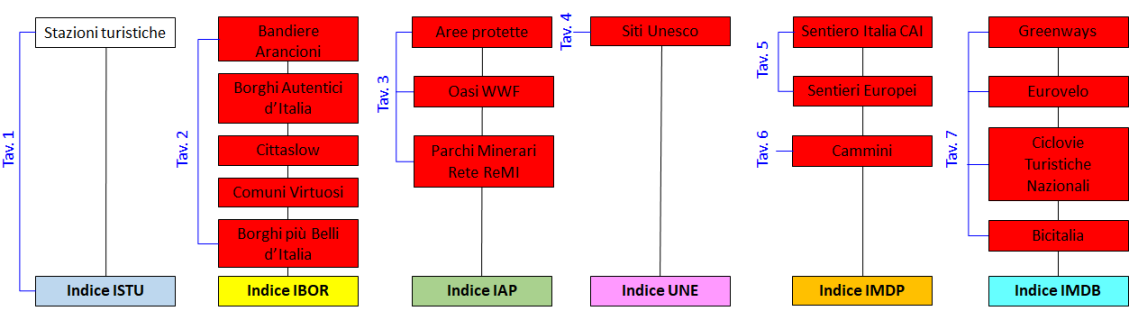 Tav. 1
Stazioni turistiche
Indice ISTU
Tav. 2
Bandiere
Arancioni
Borghi Autentici
d'Italia
Cittaslow
Comuni Virtuosi
Borghi più Belli
d'Italia
Indice IBOR
Tav. 3
Aree protette
Oasi WWF
Parchi Minerari
Rete ReMI
Indice IAP
Tav. 4
Siti Unesco
Indice UNE
Tav. 5
Sentiero Italia CAI
Sentieri Europei
Tav. 6
Cammini
Indice IMDP
Tav. 7
Greenways
Eurovelo
Ciclovie
Turistiche
Nazionali
Bicitalia
Indice IMDB